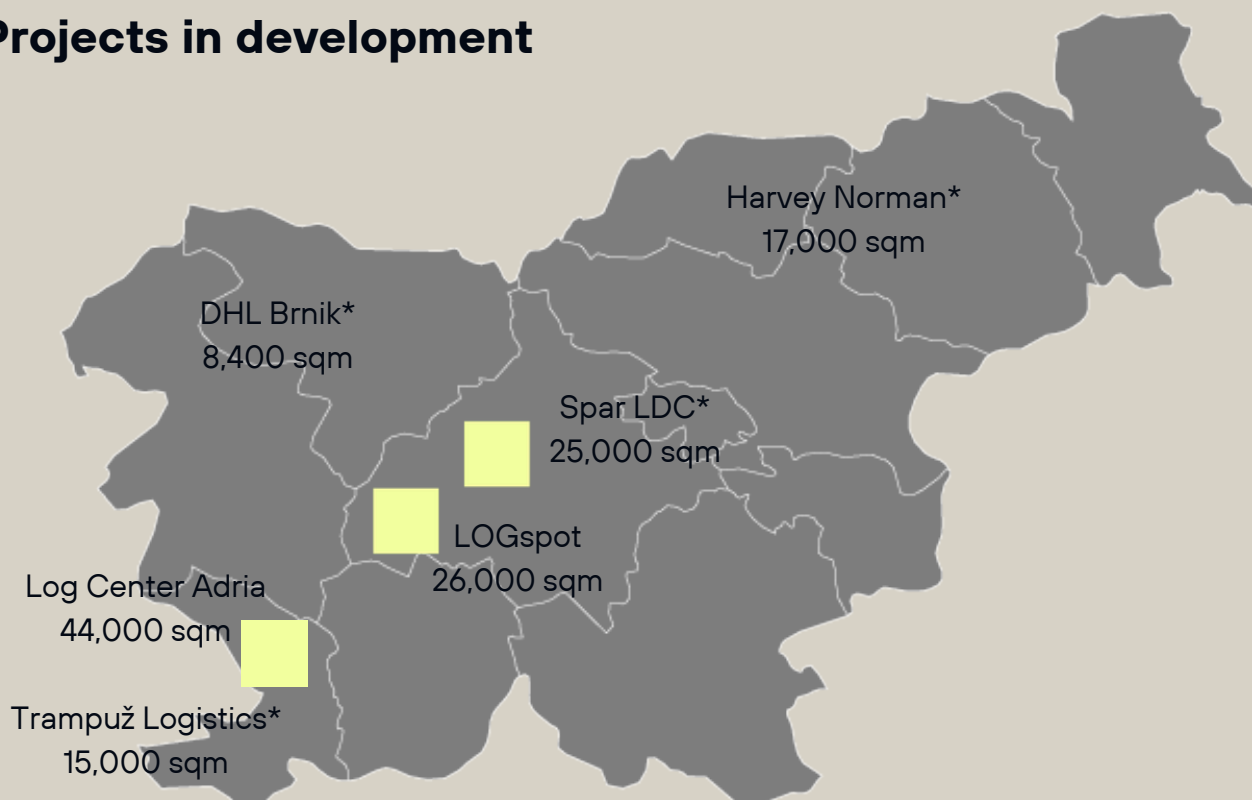 Projects in development
Harvey Norman*
17,000 sqm
DHL Brnik*
8,400 sqm
Spar LDC*
25,000 sqm
LOGspot
26,000 sqm
Log Center Adria
44,000 sqm
Trampuž Logistics*
15,000 sqm